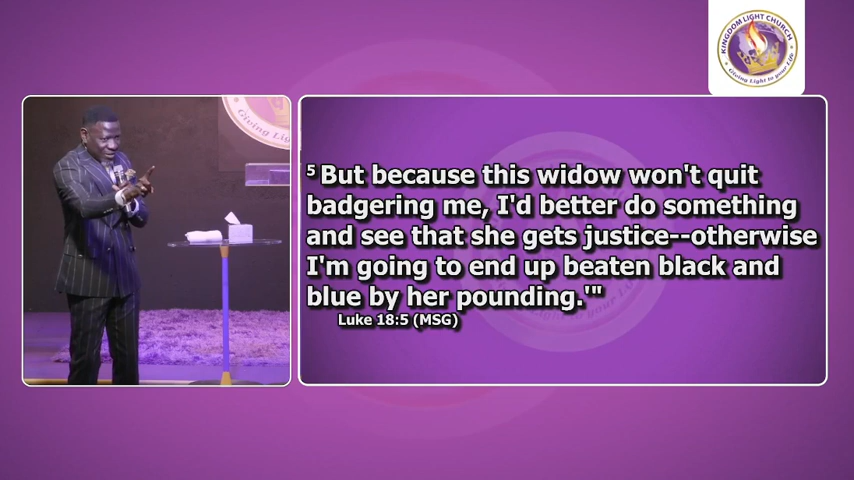 KINGDOM LIGHT CHURCH
Giving Light to your Life
Giving Lig
5 But because this widow won't quit
badgering me, I'd better do something
and see that she gets justice--otherwise
I'm going to end up beaten black and
blue by her pounding.'"
Luke 18:5 (MSG)